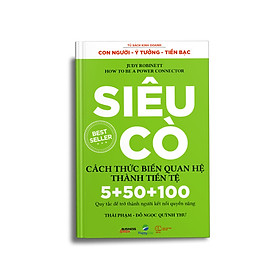 TỦ SÁCH KINH DOANH
CON NGƯỜI - Ý TƯỞNG - TIỀN BẠC
JUDY ROBINETT
HOW TO BE A POWER CONNECTOR
SIÊU
CÒ
BEST
SELLER
CÁCH THỨC BIẾN QUAN HỆ
THÀNH TIỀN TỆ
5+50+100
Quy tắc để trở thành người kết nối quyền năng
THÁI PHẠM - ĐỖ NGỌC QUỲNH THƯ